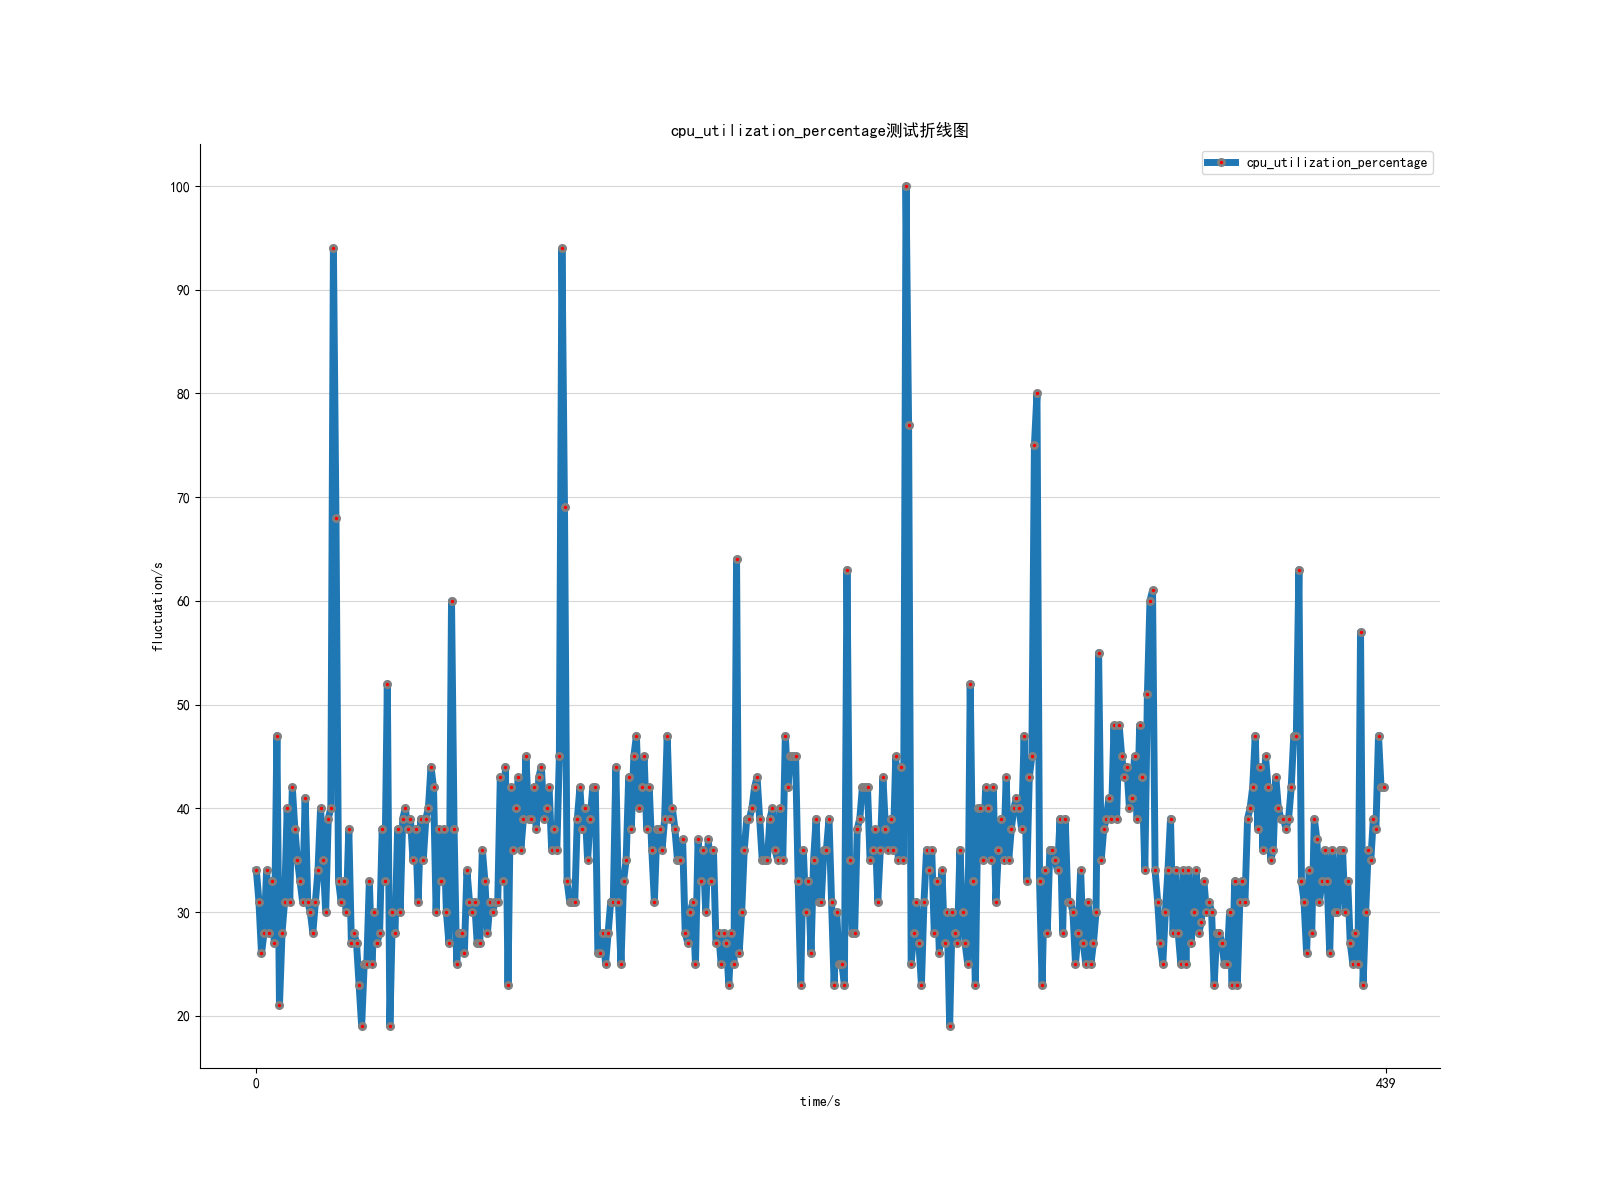 cpu_utilization_percentage测试折线图
cpu_utilization_percentage
100
90
80
70
60
50
40
30
20
fluctuation/s
0
439
time/s